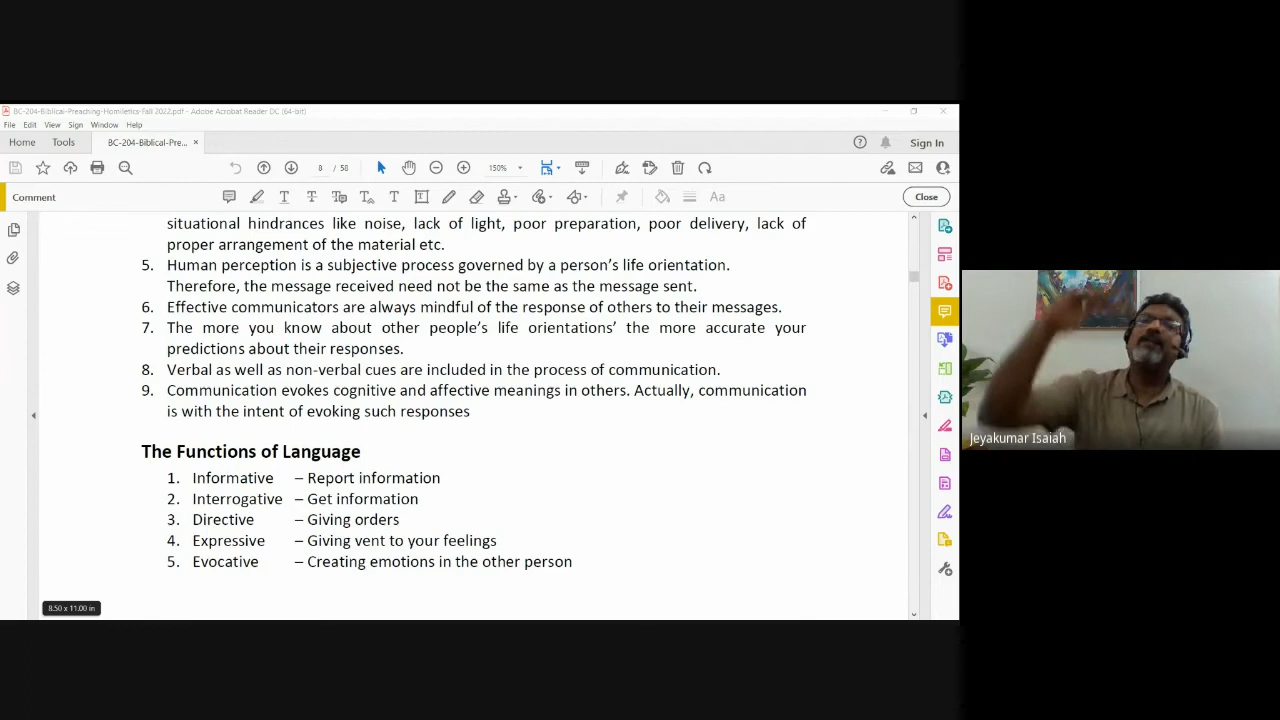 BC-204-Biblical-Preaching-Homiletics-Fall 2022.pdf - Adobe Acrobat Reader DC (64-bit)
File Edit View Sign Window Help
Home Tools BC-204-Biblical-Pre... × Sign In
8 / 58 150%
Comment Aa Close
situational hindrances like noise, lack of light, poor preparation, poor delivery, lack of
proper arrangement of the material etc.
5. Human perception is a subjective process governed by a person's life orientation.
Therefore, the message received need not be the same as the message sent.
6. Effective communicators are always mindful of the response of others to their messages.
7. The more you know about other people's life orientations' the more accurate your
predictions about their responses.
8. Verbal as well as non-verbal cues are included in the process of communication.
9. Communication evokes cognitive and affective meanings in others. Actually, communication
is with the intent of evoking such responses
The Functions of Language
1. Informative – Report information
2. Interrogative – Get information
3. Directive – Giving orders
4. Expressive – Giving vent to your feelings
5. Evocative – Creating emotions in the other person
8.50 x 11.00 in
Jeyakumar Isaiah